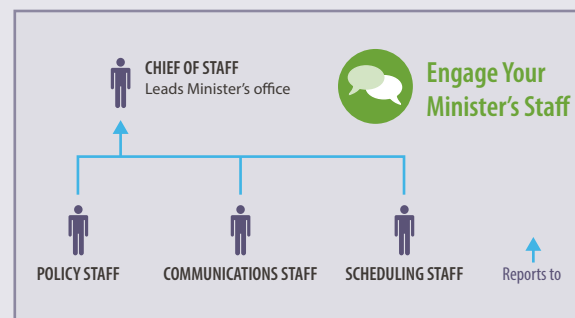 CHIEF OF STAFF
Leads Minister's office
Engage Your
Minister's Staff
POLICY STAFF
COMMUNICATIONS STAFF
SCHEDULING STAFF
Reports to